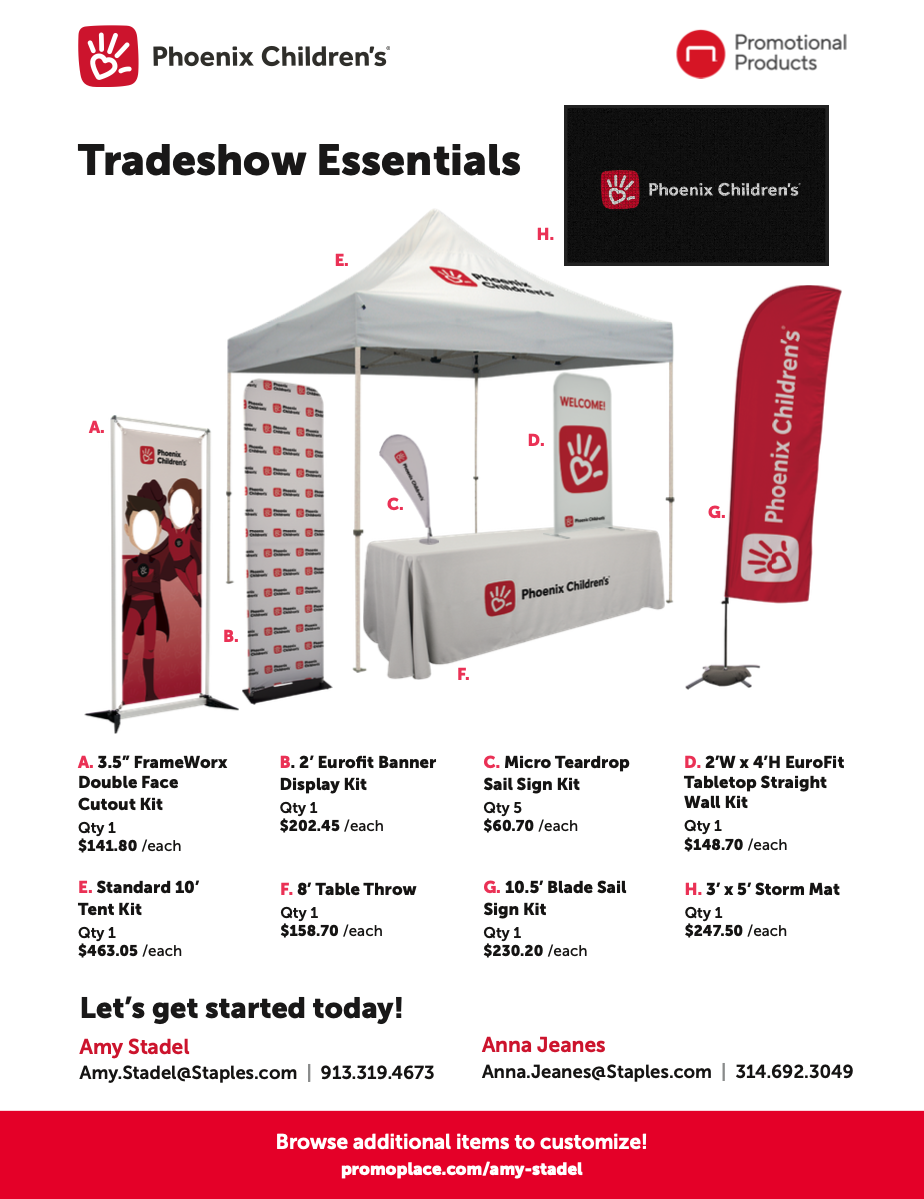 Phoenix Children's®
Promotional
Products
Tradeshow Essentials
Phoenix Children's
H.
E.
Phoenix
Children's
A.
Phoenix
Children's
B.
C.
Phoenix Children's
D.
WELCOME!
Phoenix Children's
Phoenix Children's
F.
G.
Phoenix Children's
A. 3.5” FrameWorx
Double Face
Cutout Kit
Qty 1
$141.80 /each
B. 2’ Eurofit Banner
Display Kit
Qty 1
$202.45 /each
C. Micro Teardrop
Sail Sign Kit
Qty 5
$60.70 /each
D. 2’W x 4’H EuroFit
Tabletop Straight
Wall Kit
Qty 1
$148.70 /each
E. Standard 10’
Tent Kit
Qty 1
$463.05 /each
F. 8’ Table Throw
Qty 1
$158.70 /each
G. 10.5’ Blade Sail
Sign Kit
Qty 1
$230.20 /each
H. 3’ x 5’ Storm Mat
Qty 1
$247.50 /each
Let’s get started today!
Amy Stadel
Amy.Stadel@Staples.com | 913.319.4673
Anna Jeanes
Anna.Jeanes@Staples.com | 314.692.3049
Browse additional items to customize!
promoplace.com/amy-stadel